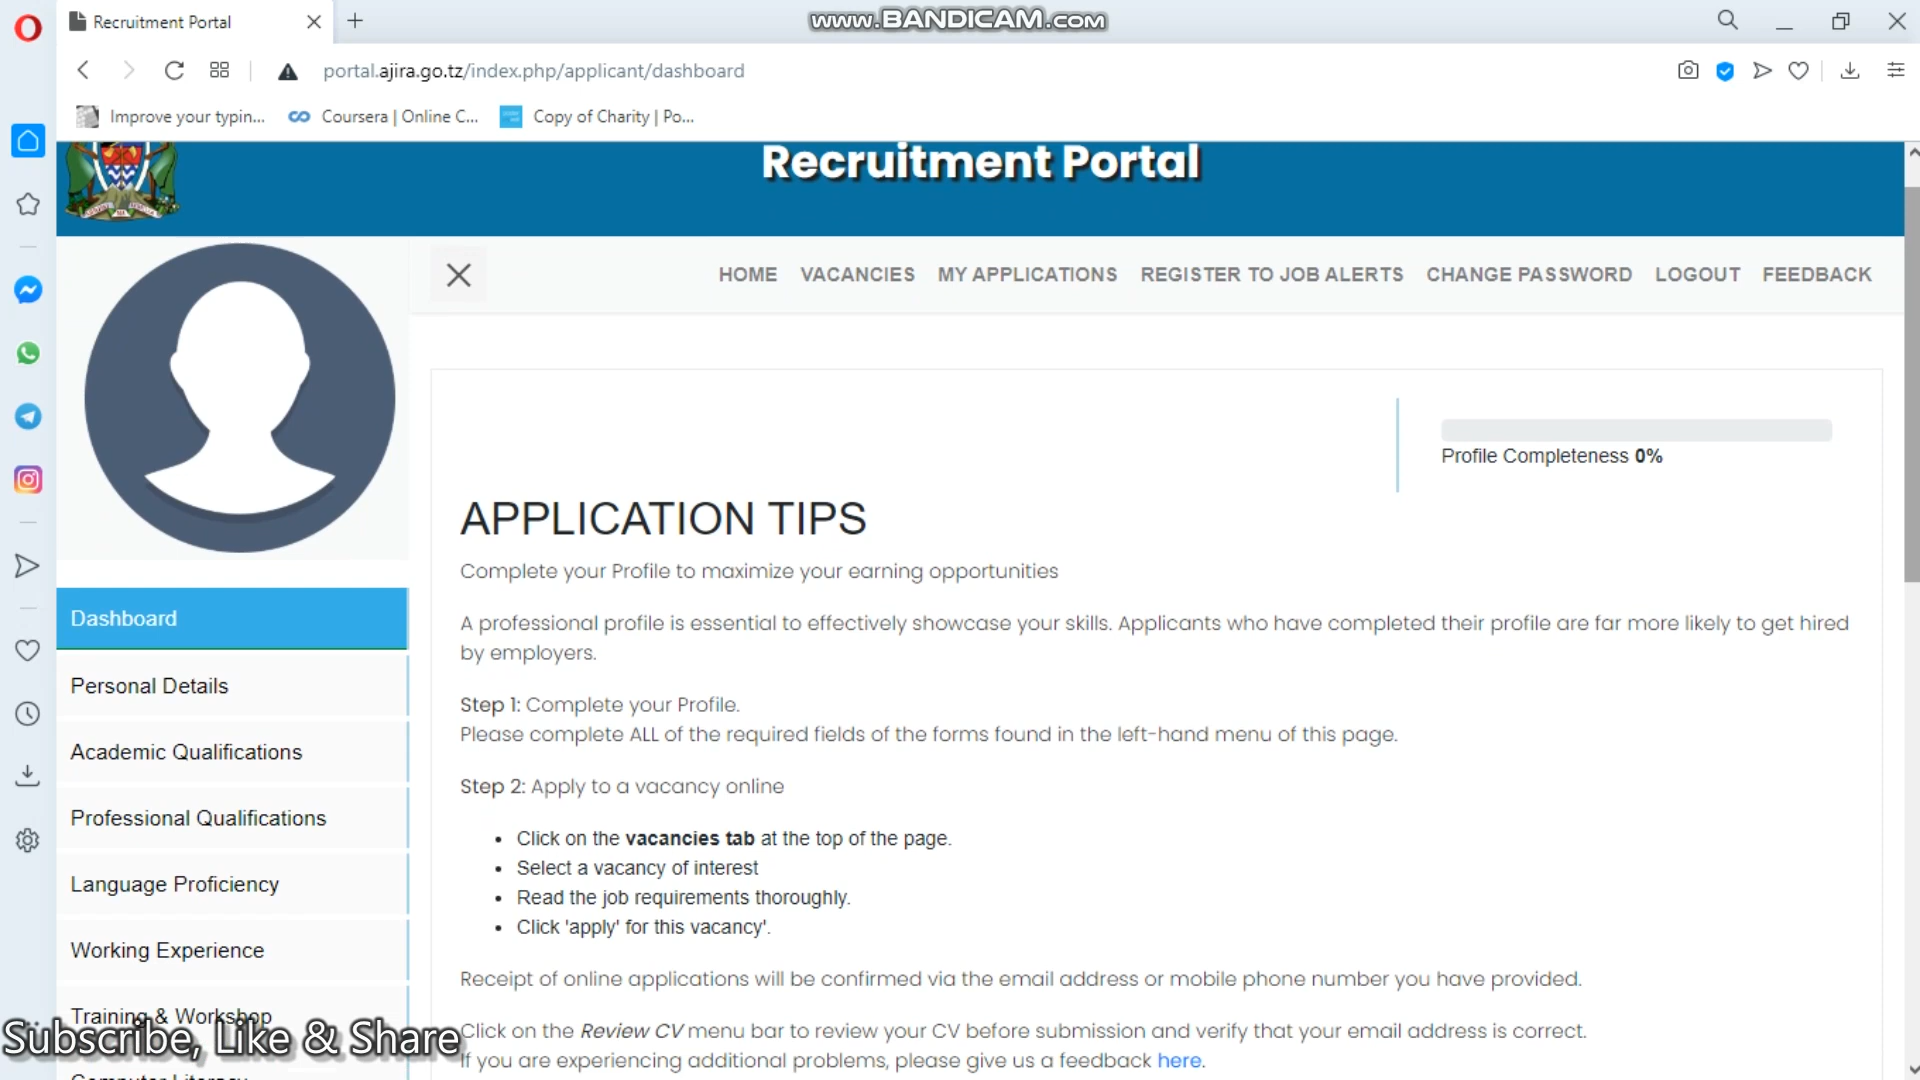 Recruitment Portal
www.BANDICAM.com
portal.ajira.go.tz/index.php/applicant/dashboard
Improve your typin...
Coursera | Online C...
Copy of Charity | Po...
Recruitment Portal
HOME
VACANCIES
MY APPLICATIONS
REGISTER TO JOB ALERTS
CHANGE PASSWORD
LOGOUT
FEEDBACK
Profile Completeness 0%
APPLICATION TIPS
Complete your Profile to maximize your earning opportunities
A professional profile is essential to effectively showcase your skills. Applicants who have completed their profile are far more likely to get hired
by employers.
Step 1: Complete your Profile.
Please complete ALL of the required fields of the forms found in the left-hand menu of this page.
Step 2: Apply to a vacancy online
• Click on the vacancies tab at the top of the page.
• Select a vacancy of interest
• Read the job requirements thoroughly.
• Click 'apply' for this vacancy'.
Receipt of online applications will be confirmed via the email address or mobile phone number you have provided.
Click on the Review CV menu bar to review your CV before submission and verify that your email address is correct.
If you are experiencing additional problems, please give us a feedback here.
Dashboard
Personal Details
Academic Qualifications
Professional Qualifications
Language Proficiency
Working Experience
Training & Workshop
Subscribe, Like & Share
Computer Literacy